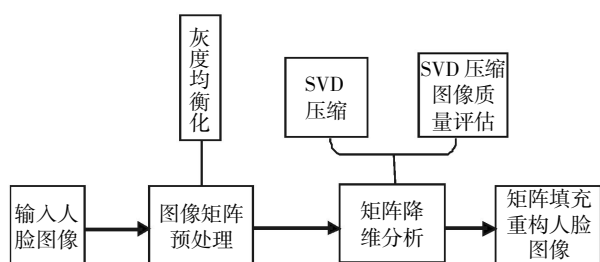 灰度均衡化
SVD
压缩
SVD 压缩
图像质
量评估
输入人
脸图像
图像矩阵
预处理
矩阵降
维分析
矩阵填充
重构人脸
图像